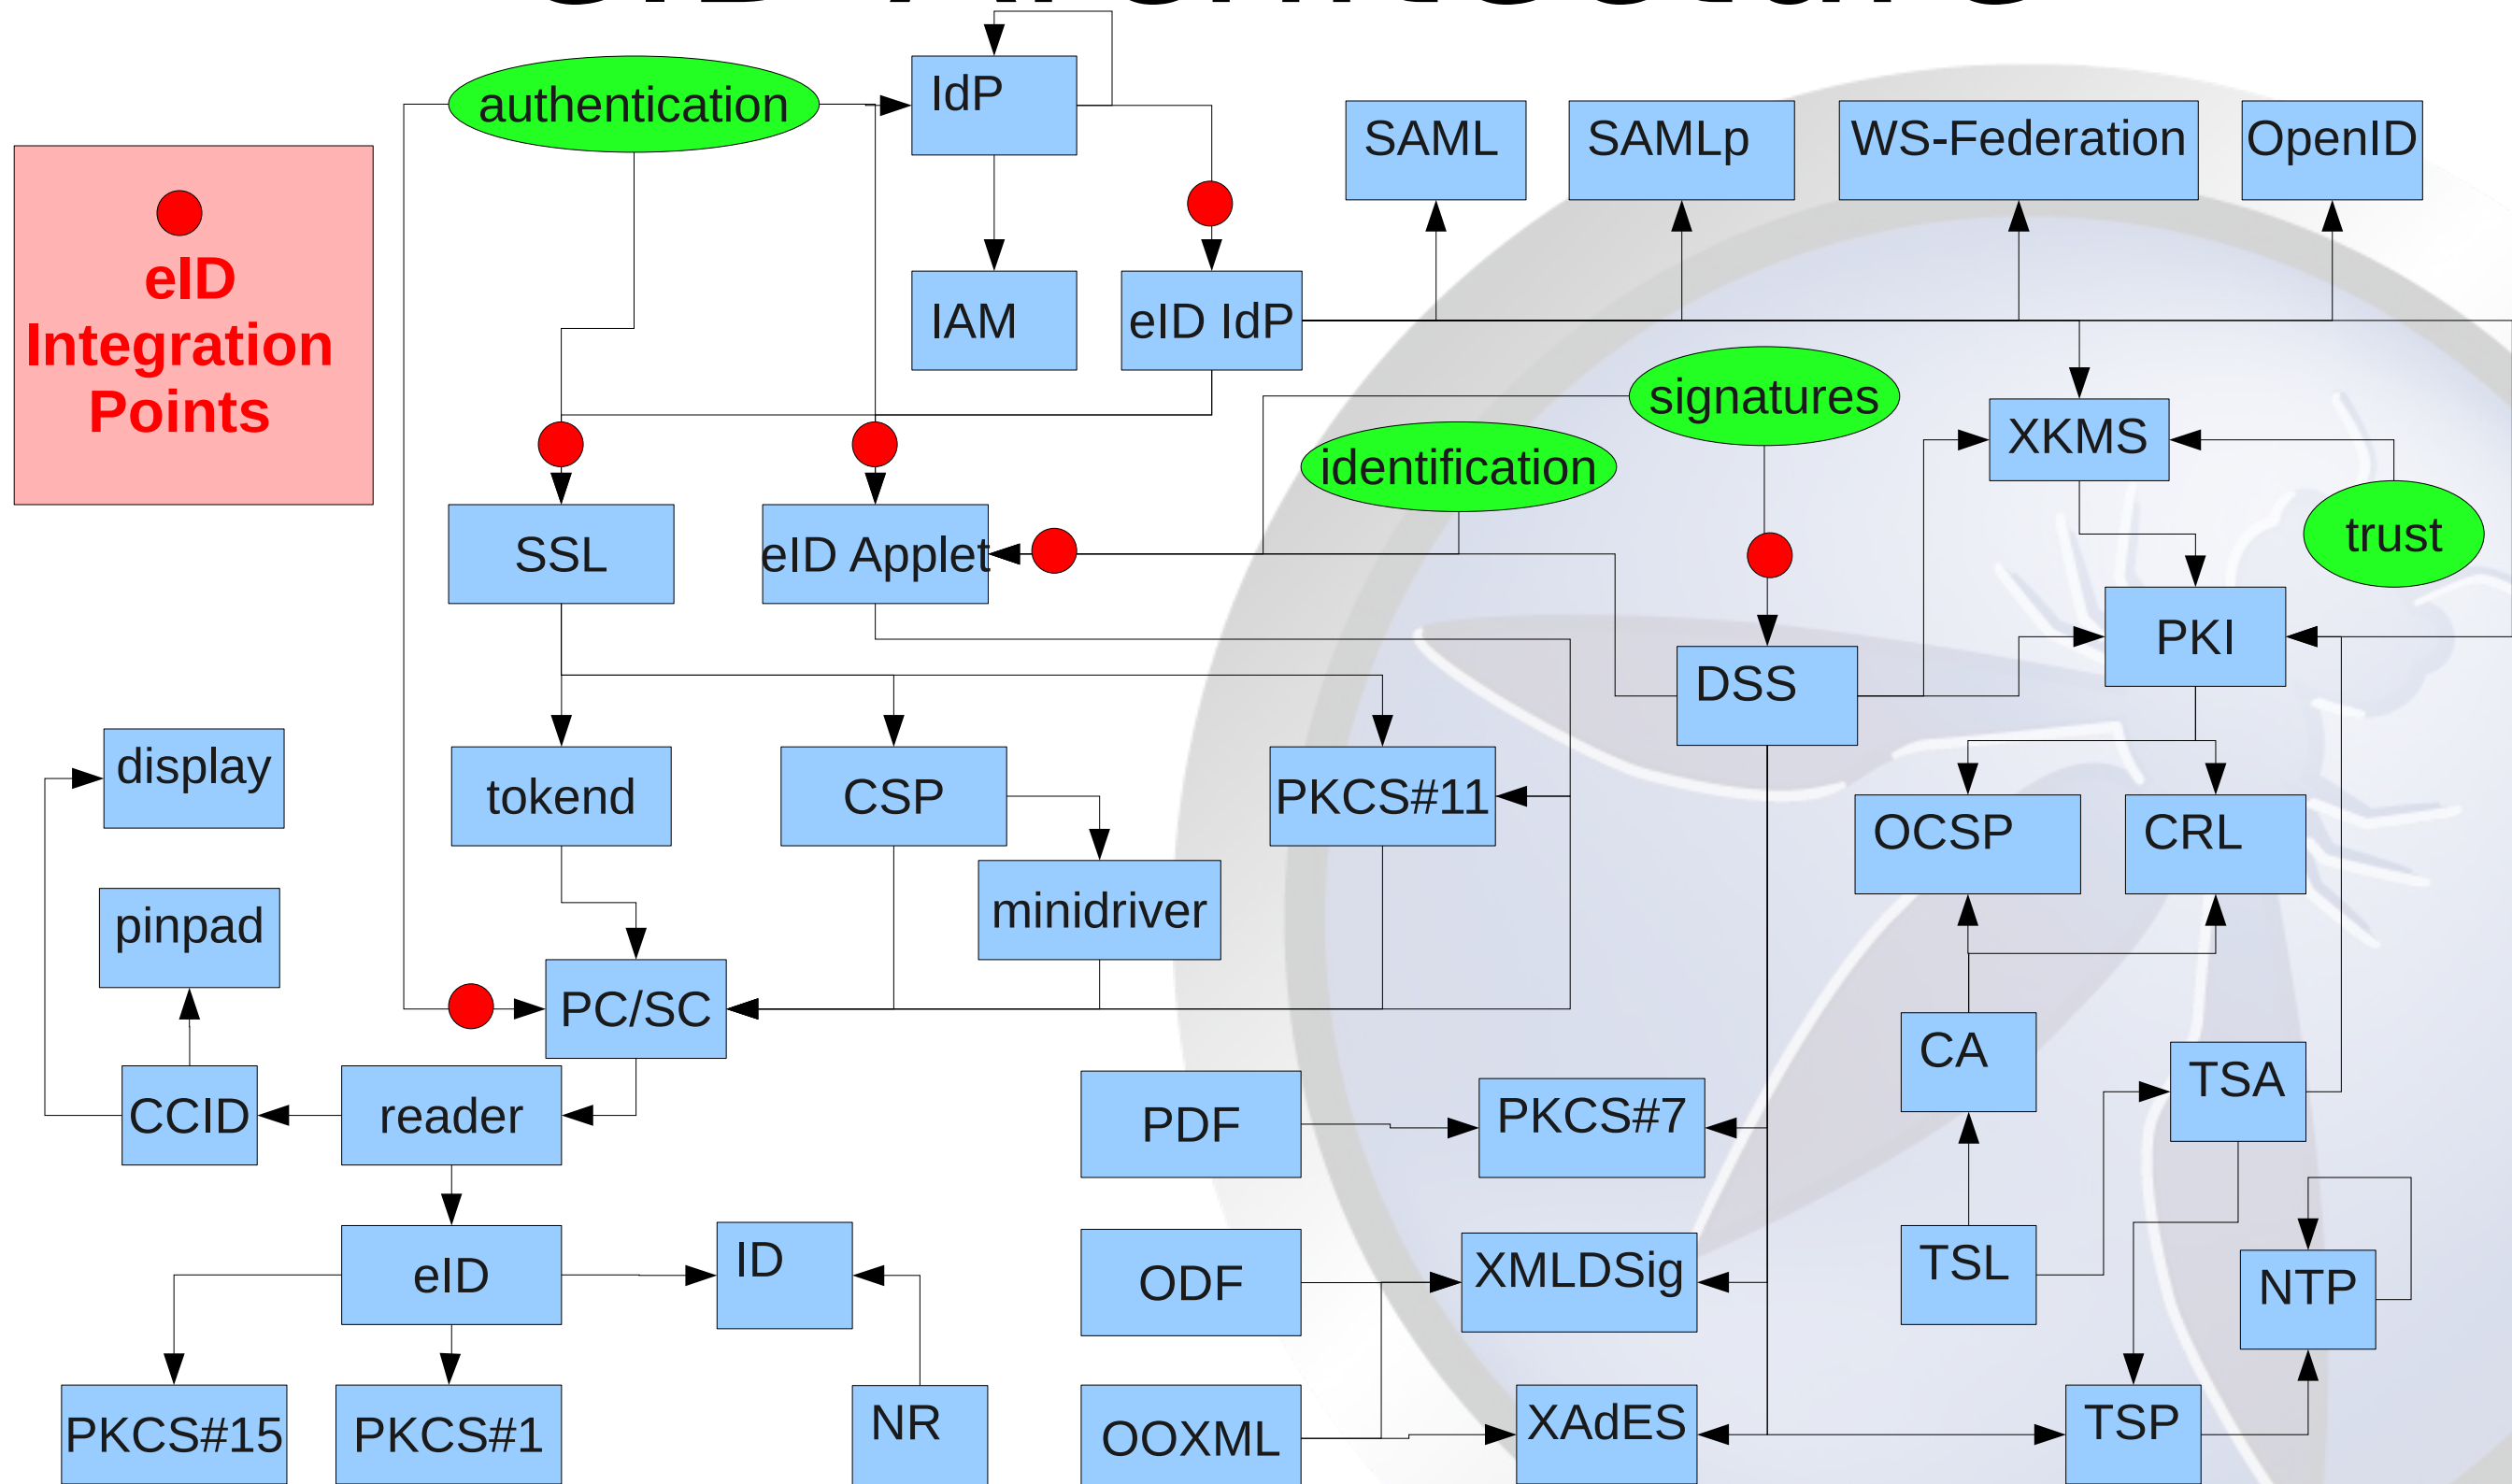 authentication
IdP
SAML
SAMLp
WS-Federation
OpenID
eID
Integration
Points
IAM
eID IdP
signatures
XKMS
identification
trust
SSL
eID Applet
PKI
DSS
display
tokend
CSP
PKCS#11
OCSP
CRL
pinpad
minidriver
PC/SC
CA
TSA
CCID
reader
PDF
PKCS#7
eID
ID
ODF
XMLDSig
TSL
NTP
PKCS#15
PKCS#1
NR
OOXML
XAdES
TSP